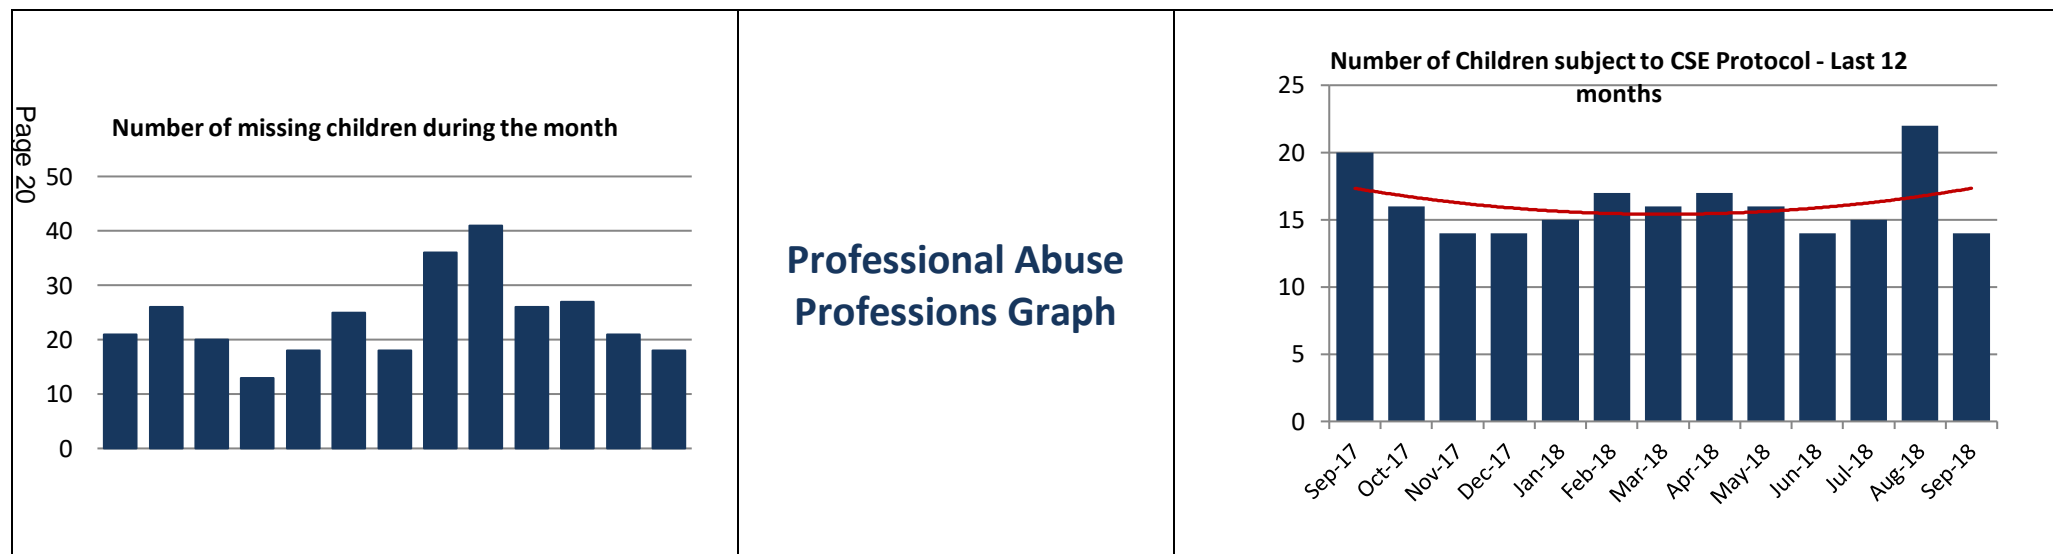 Page 20
Number of missing children during the month
50
40
30
20
10
0
Professional Abuse
Professions Graph
Number of Children subject to CSE Protocol - Last 12
months
25
20
15
10
5
0
Sep-17
Oct-17
Nov-17
Dec-17
Jan-18
Feb-18
Mar-18
Apr-18
May-18
Jun-18
Jul-18
Aug-18
Sep-18